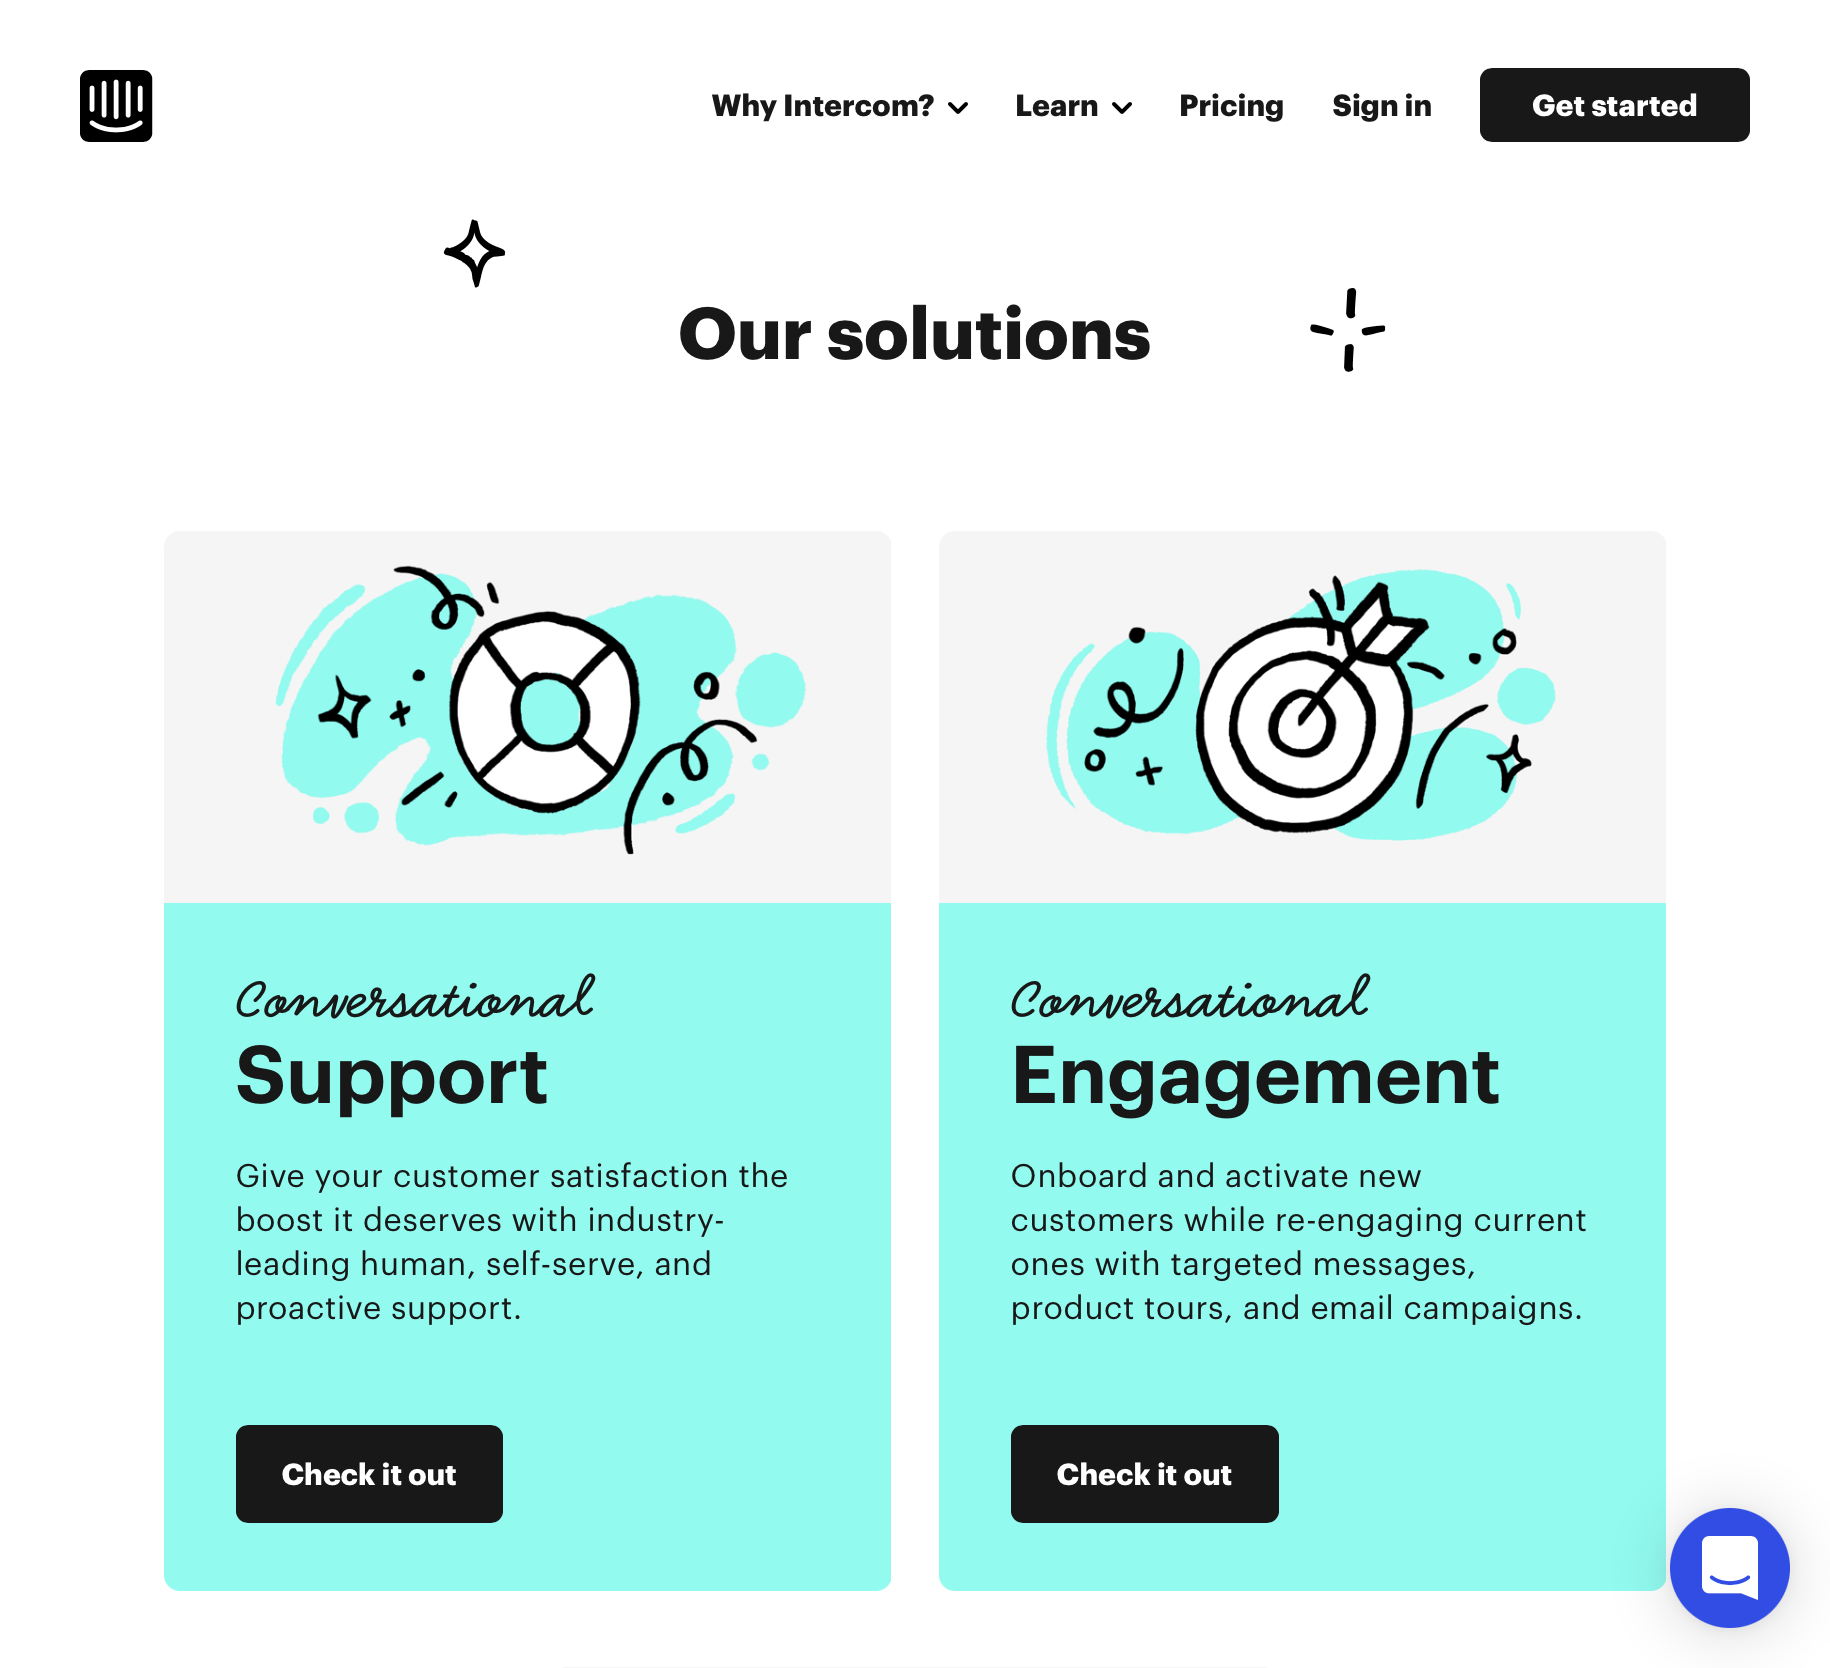 Why Intercom? Learn Pricing Sign in Get started
Our solutions
Conversational
Support
Give your customer satisfaction the
boost it deserves with industry-
leading human, self-serve, and
proactive support.
Check it out
Conversational
Engagement
Onboard and activate new
customers while re-engaging current
ones with targeted messages,
product tours, and email campaigns.
Check it out